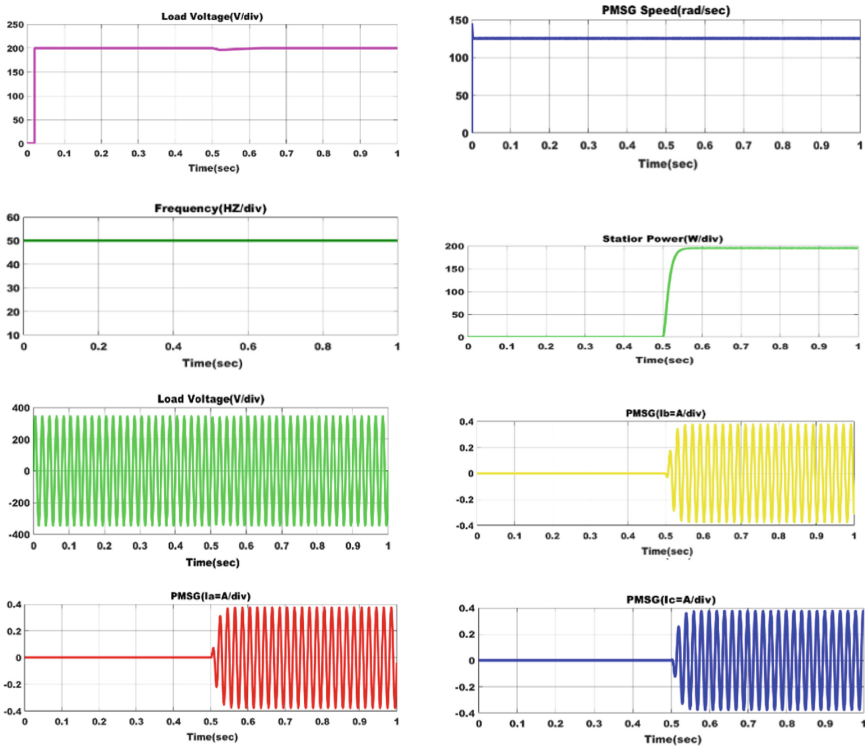 Load Voltage(V/div)
250
200
150
100
50
0
0 0.1 0.2 0.3 0.4 0.5 0.6 0.7 0.8 0.9 1
Time(sec)
PMSG Speed(rad/sec)
150
100
50
0
0 0.1 0.2 0.3 0.4 0.5 0.6 0.7 0.8 0.9 1
Time(sec)
Frequency(HZ/div)
60
50
40
30
20
10
0 0.2 0.4 0.6 0.8 1
Time(sec)
Statior Power(W/div)
200
150
100
50
0
0 0.1 0.2 0.3 0.4 0.5 0.6 0.7 0.8 0.9 1
Time(sec)
Load Voltage(V/div)
400
200
0
-200
-400
0 0.1 0.2 0.3 0.4 0.5 0.6 0.7 0.8 0.9 1
Time(sec)
PMSG(Ib=A/div)
0.4
0.2
0
-0.2
-0.4
0 0.1 0.2 0.3 0.4 0.5 0.6 0.7 0.8 0.9 1
Time(sec)
PMSG(Ia=A/div)
0.4
0.2
0
-0.2
-0.4
0 0.1 0.2 0.3 0.4 0.5 0.6 0.7 0.8 0.9 1
Time(sec)
PMSG(Ic=A/div)
0.4
0.2
0
-0.2
-0.4
0 0.1 0.2 0.3 0.4 0.5 0.6 0.7 0.8 0.9 1
Time(sec)